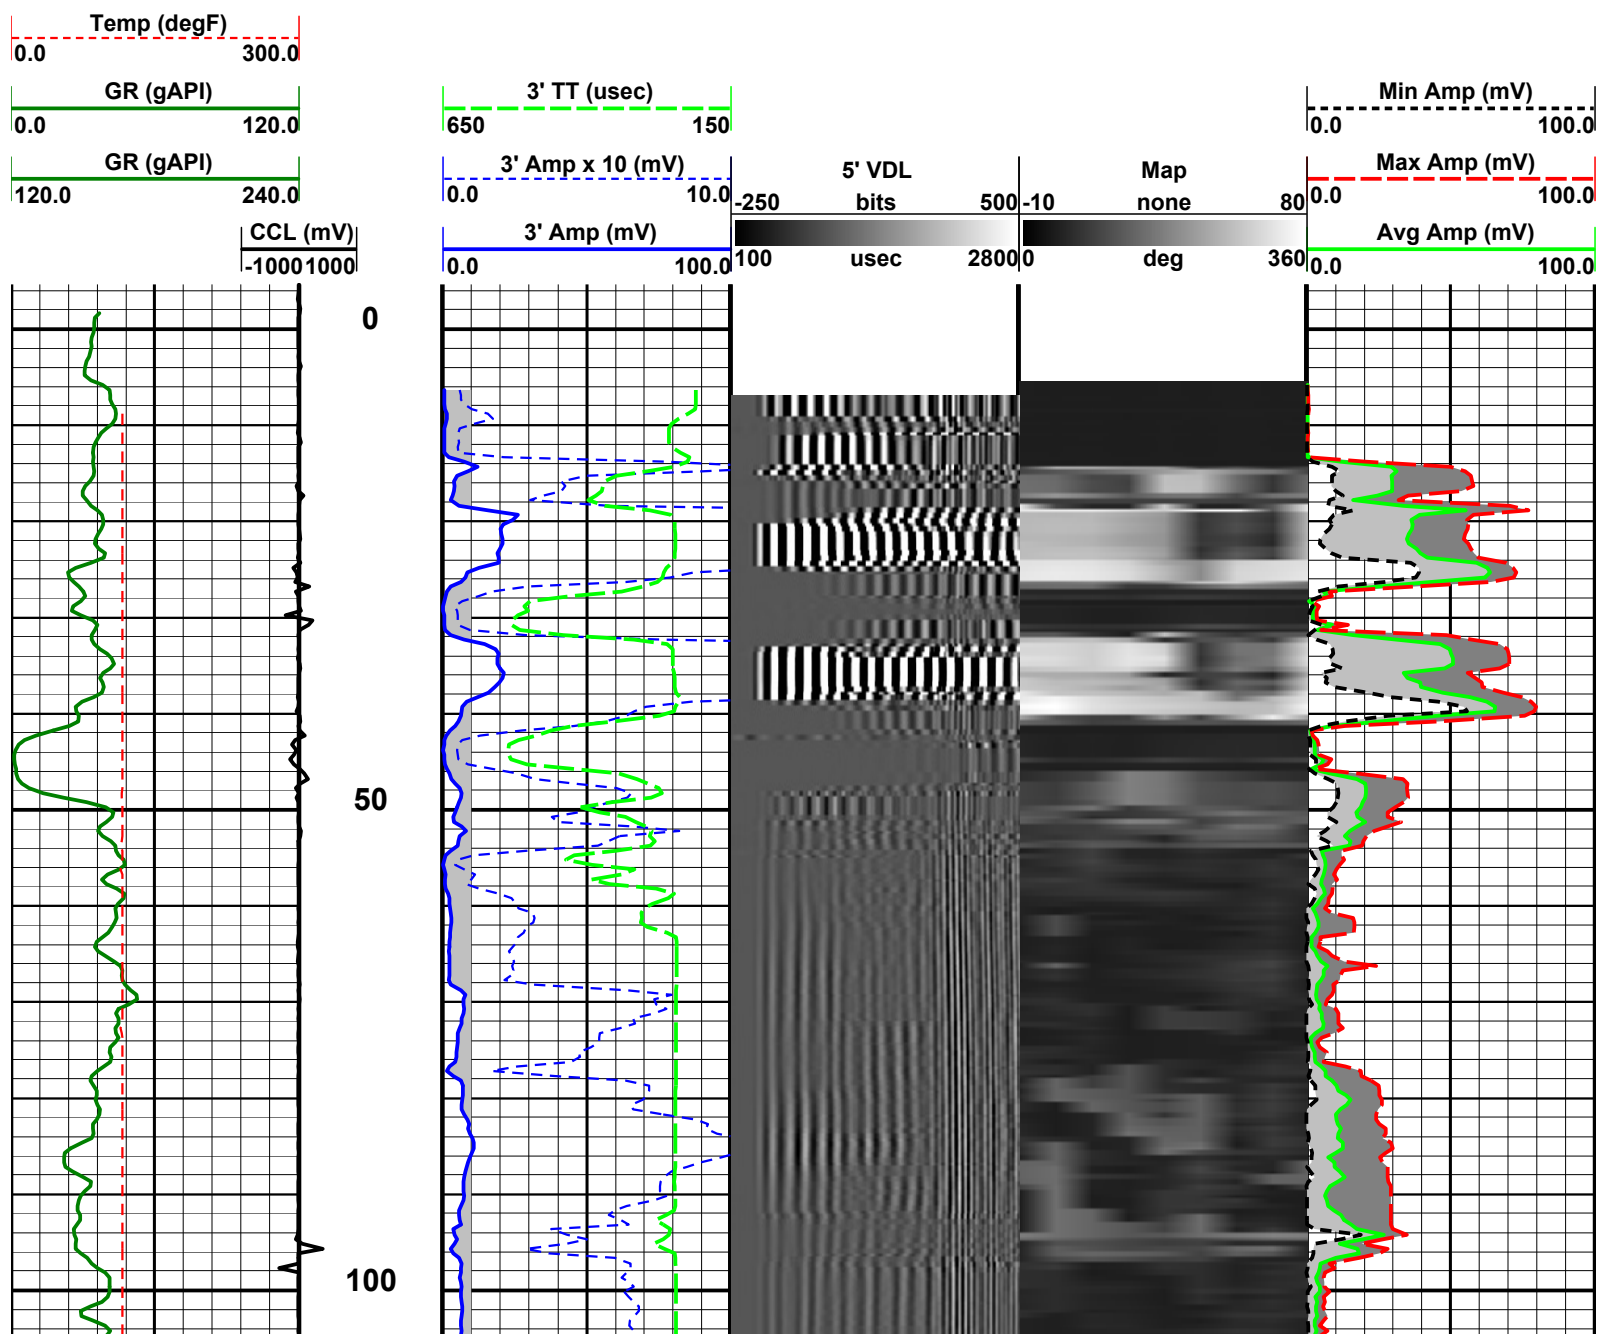 Temp (degF)
0.0 300.0
GR (gAPI)
0.0 120.0
GR (gAPI)
120.0 240.0
CCL (mV)
-1000 1000
3' TT (usec)
650 150
3' Amp x 10 (mV)
0.0 10.0
3' Amp (mV)
0.0 100.0
5' VDL
-250 bits 500
100 usec 2800
Map
-10 none 80
0 deg 360
Min Amp (mV)
0.0 100.0
Max Amp (mV)
0.0 100.0
Avg Amp (mV)
0.0 100.0
0
50
100